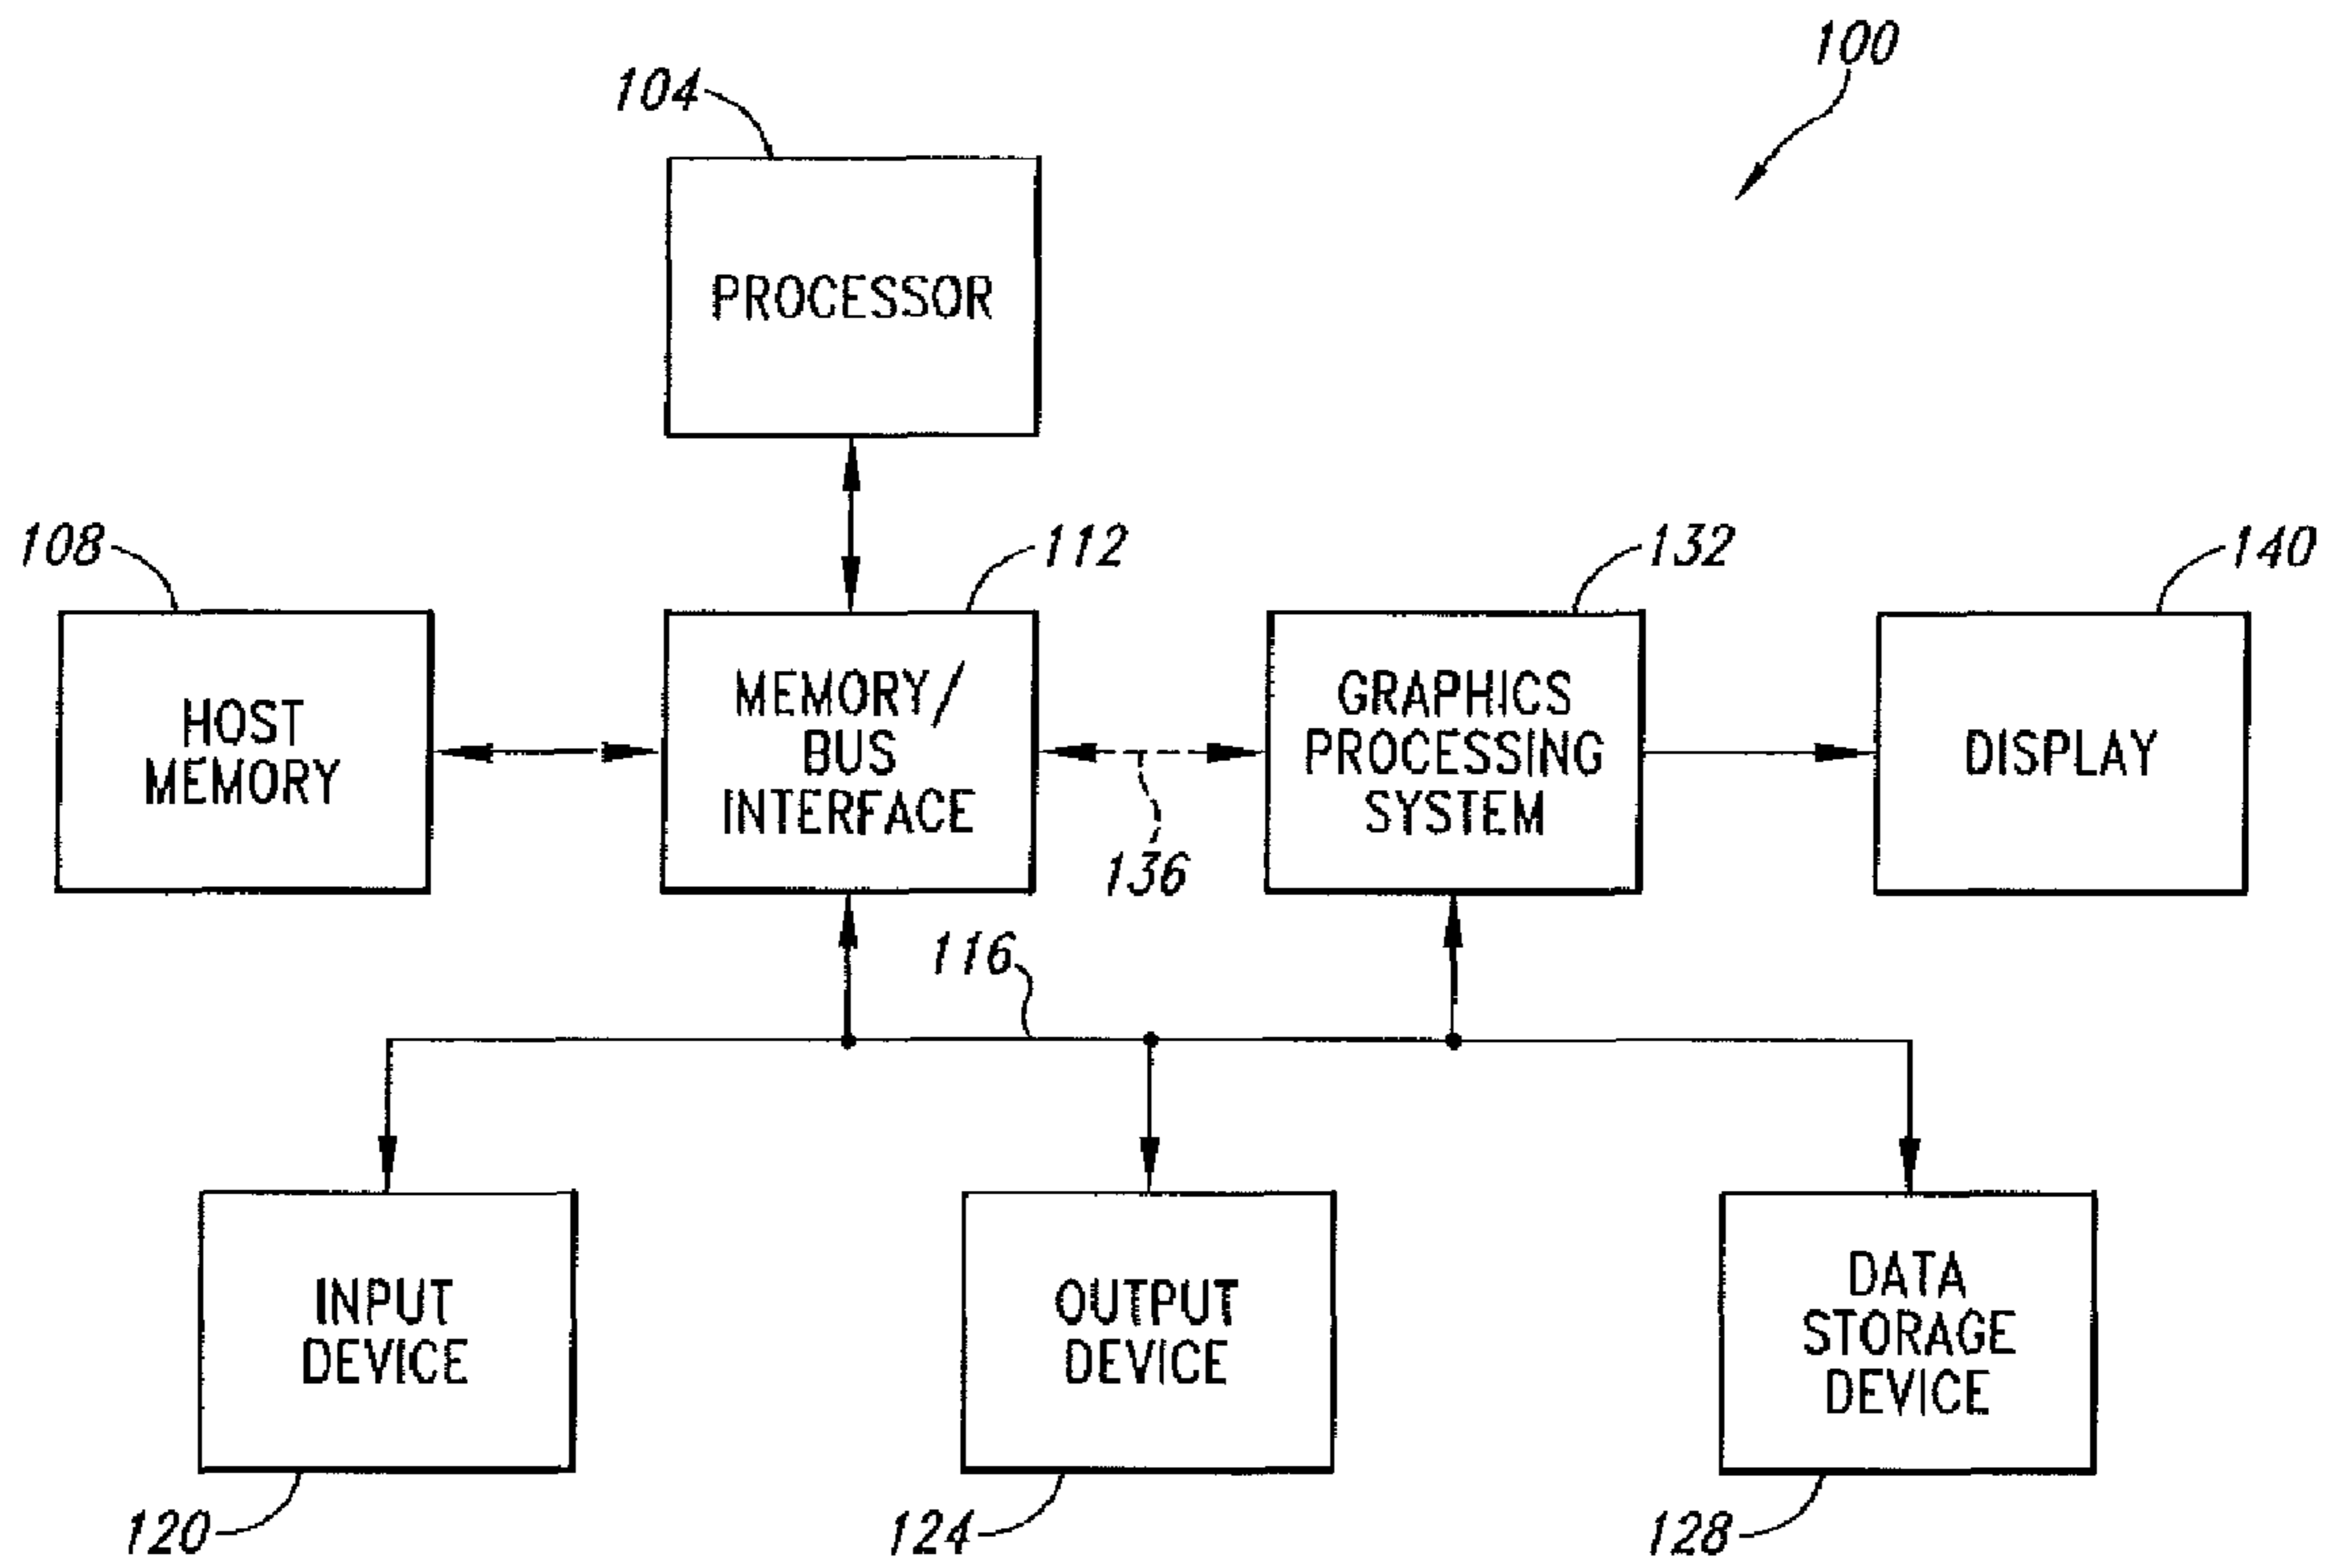 100
104
PROCESSOR
108
112
132
140
HOST
MEMORY
MEMORY/
BUS
INTERFACE
GRAPHICS
PROCESSING
SYSTEM
DISPLAY
136
116
INPUT
DEVICE
OUTPUT
DEVICE
DATA
STORAGE
DEVICE
120
124
128